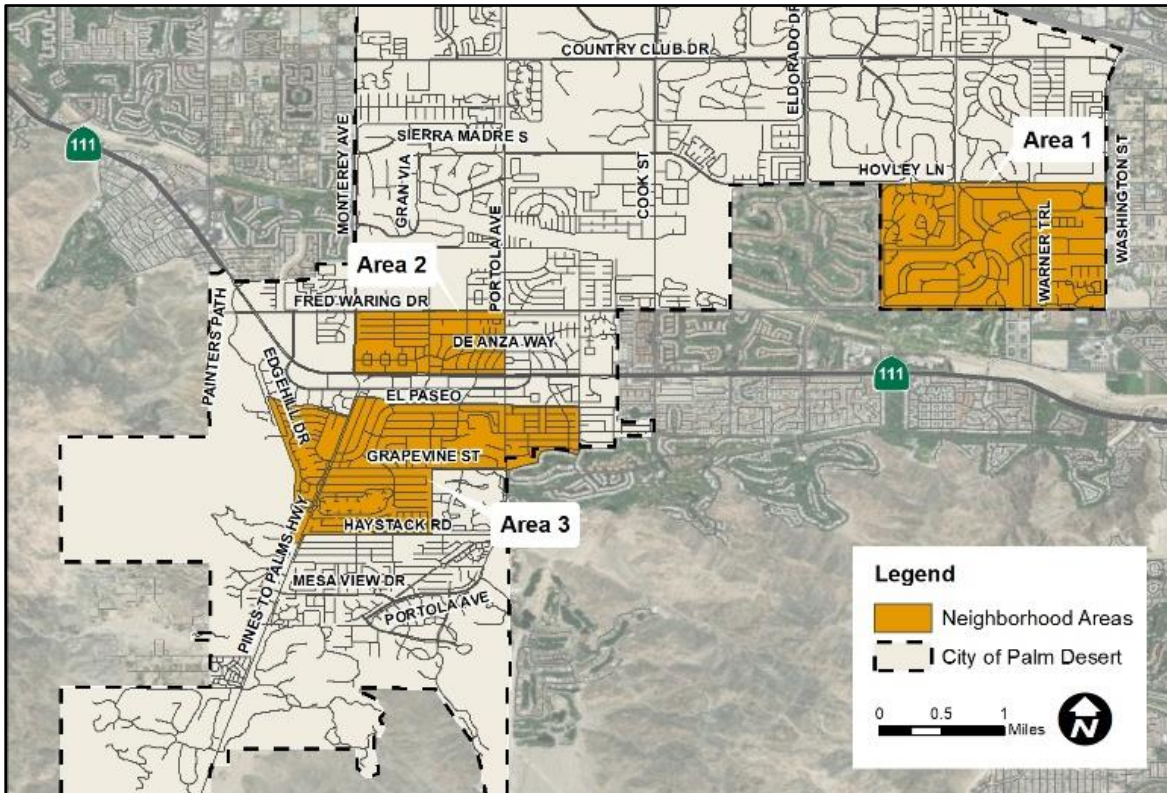 COUNTRY CLUB DR
ELDORADO DR
111
SIERRA MADRE S
MONTEREY AVE
GRAN VIA
COOK ST
Area 1
HOVLEY LN
WASHINGTON ST
WARNER TRL
PORTOLA AVE
Area 2
FRED WARING DR
PAINTERS PATH
DE ANZA WAY
EDGEHILL DR
111
EL PASEO
GRAPEVINE ST
Area 3
HAYSTACK RD
PINES TO PALMS HWY
MESA VIEW DR
PORTOLA AVE
Legend
Neighborhood Areas
City of Palm Desert
0 0.5 1
Miles
N